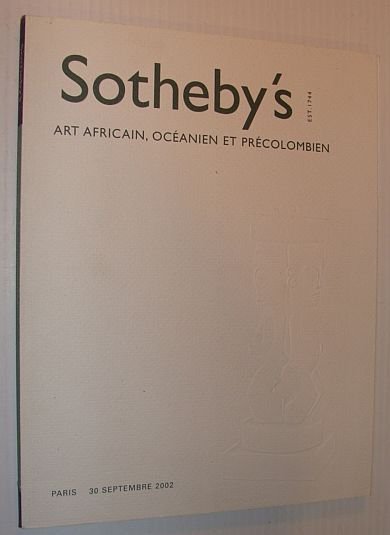 Sotheby's
EST. 1744
ART AFRICAIN, OCÉANIEN ET PRÉCOLOMBIEN
PARIS 30 SEPTEMBRE 2002